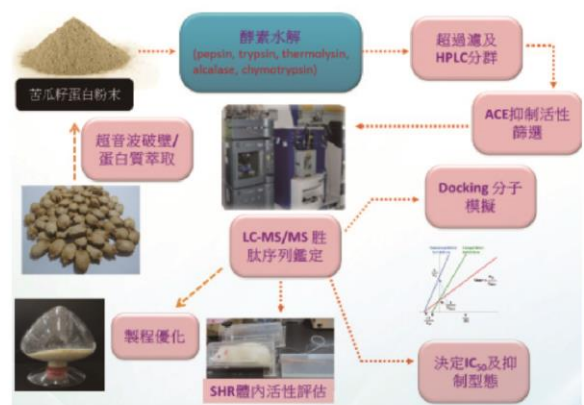 酵素水解
(pepsin, trypsin, thermolysin,
alcalase, chymotrypsin)
超過濾及
HPLC分群
苦瓜籽蛋白粉末
ACE抑制活性
篩選
超音波破壁/
蛋白質萃取
Docking 分子
模擬
LC-MS/MS 胜
肽序列鑑定
製程優化
SHR體內活性評估
決定IC50及抑
制型態